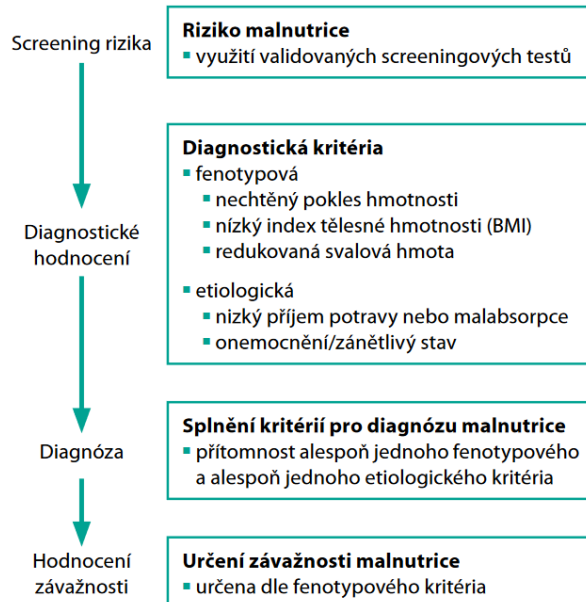 Screening rizika
Riziko malnutrice
▪ využití validovaných screeningových testů
Diagnostické
hodnocení
Diagnostická kritéria
▪ fenotypová
▪ nechtěný pokles hmotnosti
▪ nízký index tělesné hmotnosti (BMI)
▪ redukovaná svalová hmota
▪ etiologická
▪ nizký příjem potravy nebo malabsorpce
▪ onemocnění/zánětlivý stav
Diagnóza
Splnění kritérií pro diagnózu malnutrice
▪ přítomnost alespoň jednoho fenotypového
a alespoň jednoho etiologického kritéria
Hodnocení
závažnosti
Určení závažnosti malnutrice
▪ určena dle fenotypového kritéria